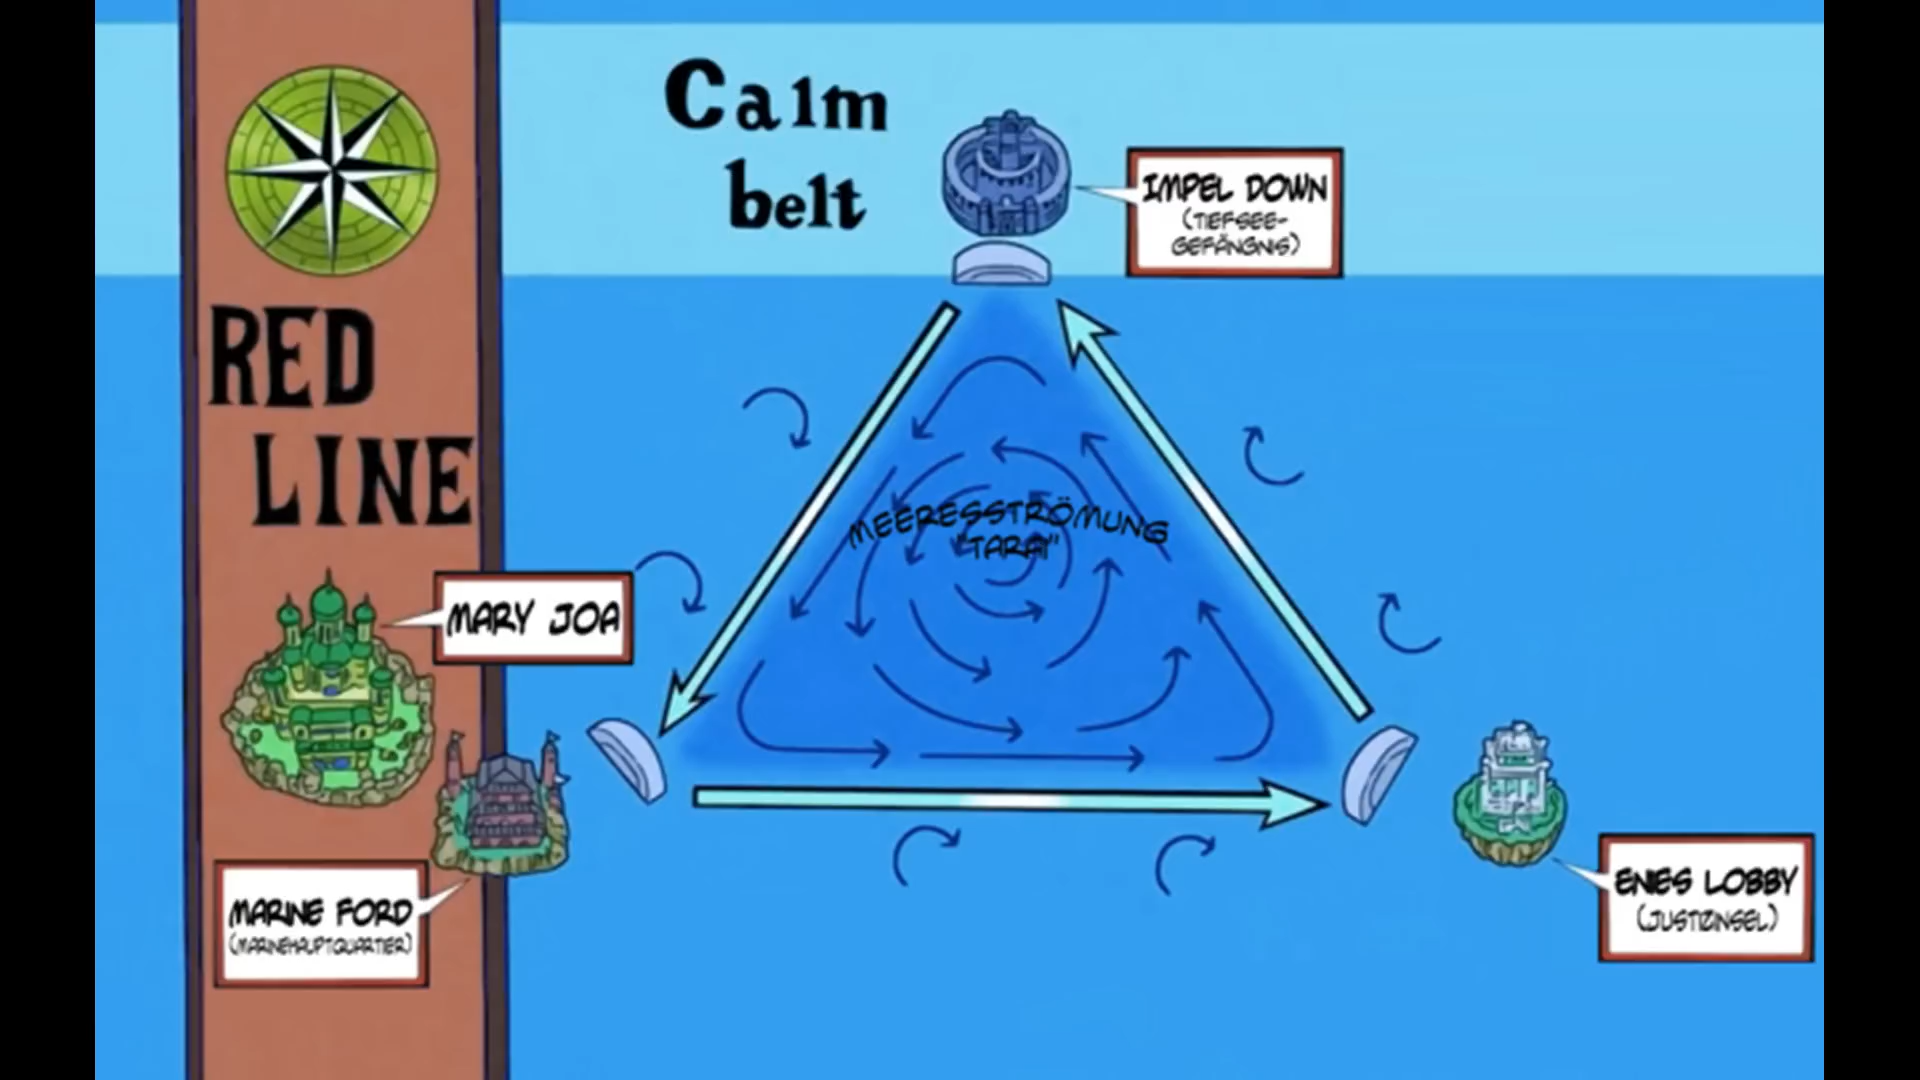 Calm
belt
IMPEL DOWN
(TIEFSEE-
GEFÄNGNIS)
RED
LINE
MEERESSTRÖMUNG
"TARAI"
MARY JOA
MARINE FORD
(MARINEHAUPTQUARTIER)
ENIES LOBBY
(JUSTIZINSEL)